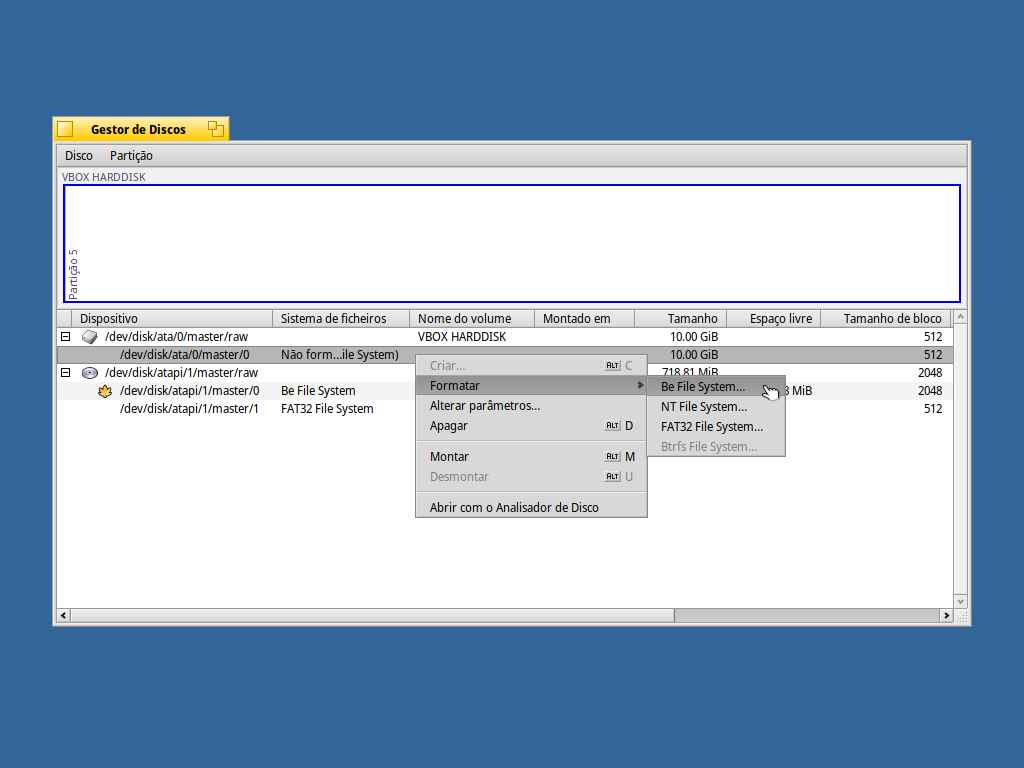 Gestor de Discos
Disco Partição
VBOX HARDDISK
Partição 5
Dispositivo Sistema de ficheiros Nome do volume Montado em Tamanho Espaço livre Tamanho de bloco
/dev/disk/ata/0/master/raw VBOX HARDDISK 10.00 GiB 512
/dev/disk/ata/0/master/0 Não form...ile System) 10.00 GiB 512
/dev/disk/atapi/1/master/raw 718.81 MiB 2048
/dev/disk/atapi/1/master/0 Be File System MiB 2048
/dev/disk/atapi/1/master/1 FAT32 File System 512
Criar... ALT C
Formatar
Alterar parâmetros...
Apagar ALT D
Montar ALT M
Desmontar ALT U
Abrir com o Analisador de Disco
Be File System...
NT File System...
FAT32 File System...
Btrfs File System...